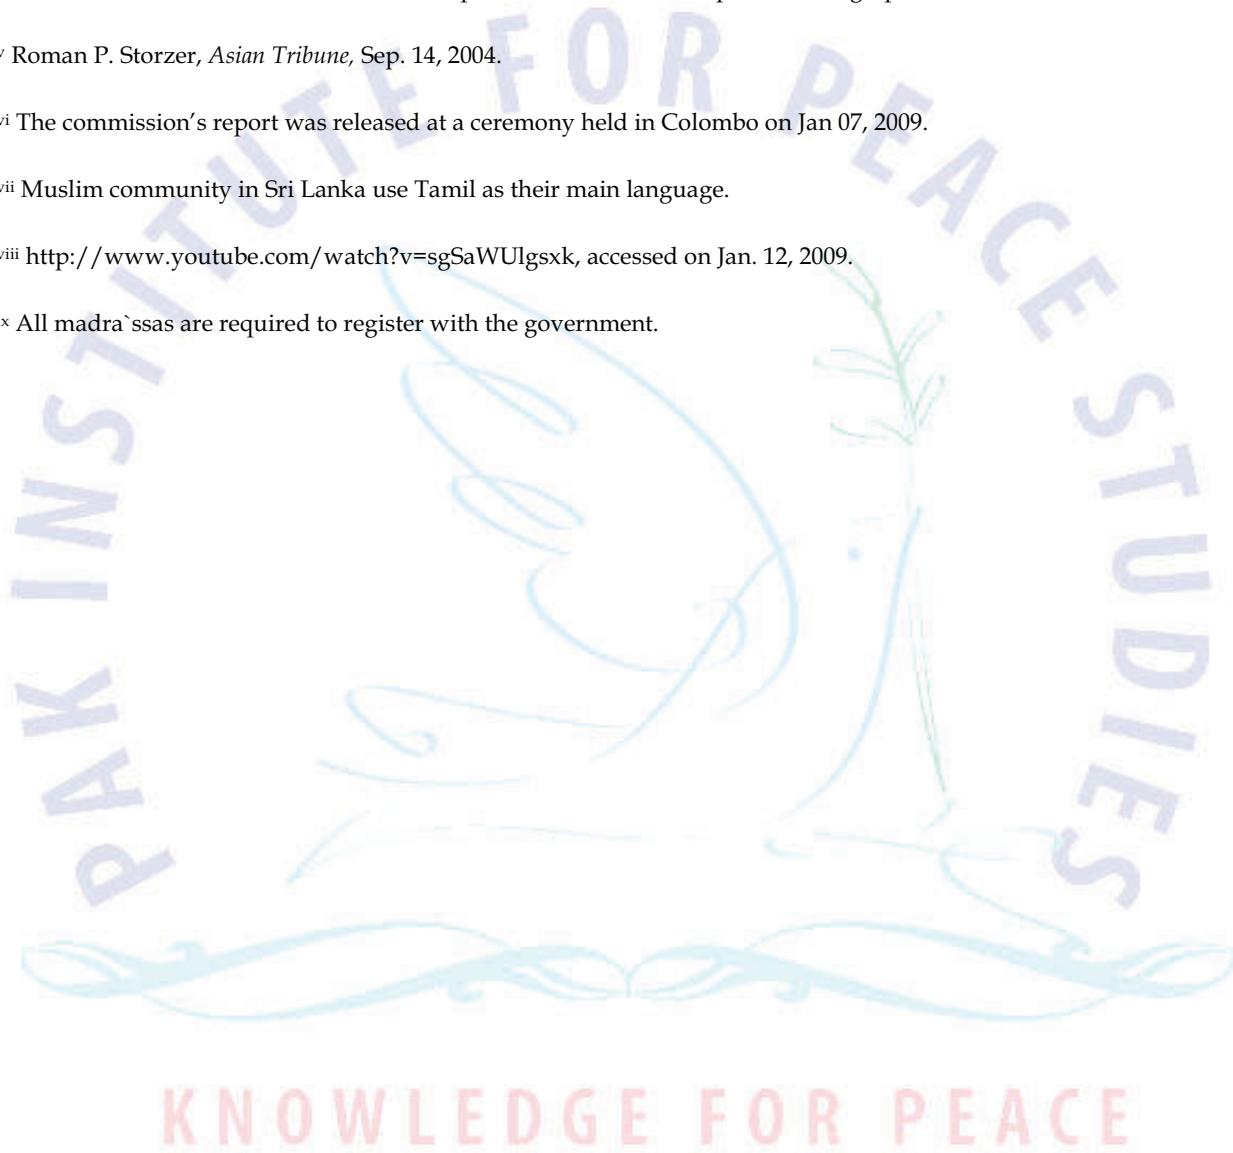 v Roman P. Storzer, Asian Tribune, Sep. 14, 2004.
vi The commission’s report was released at a ceremony held in Colombo on Jan 07, 2009.
vii Muslim community in Sri Lanka use Tamil as their main language.
viii http://www.youtube.com/watch?v=sgSaWUlgsxk, accessed on Jan. 12, 2009.
x All madra`ssas are required to register with the government.
PAK INSTITUTE FOR PEACE STUDIES
KNOWLEDGE FOR PEACE